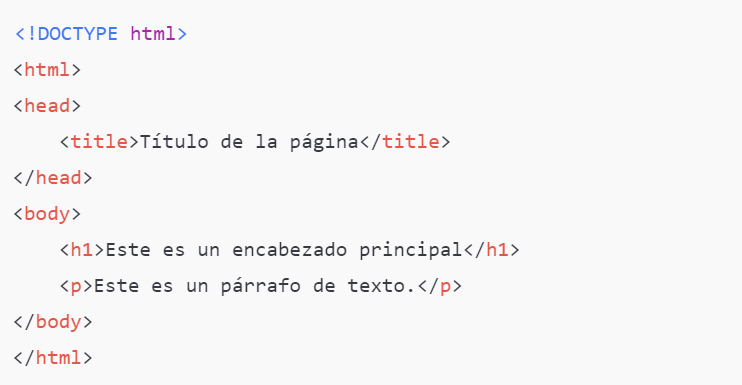 <!DOCTYPE html>
<html>
<head>
    <title>Título de la página</title>
</head>
<body>
    <h1>Este es un encabezado principal</h1>
    <p>Este es un párrafo de texto.</p>
</body>
</html>